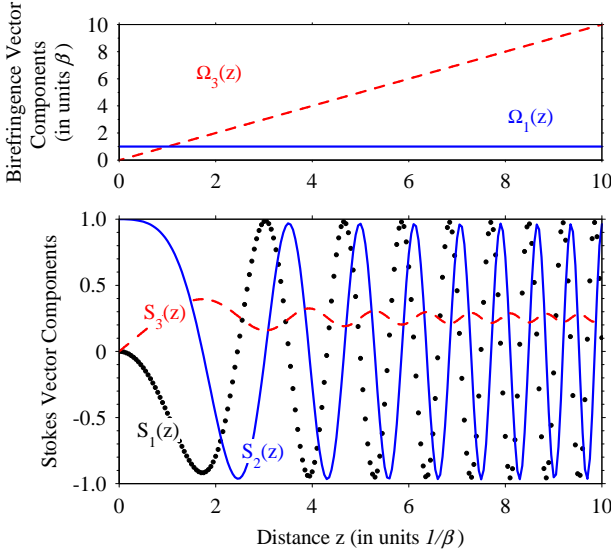 Birefringence Vector
Components
(in units β)
10
8
6
4
2
0
Ω₃(z)
Ω₁(z)
0 2 4 6 8 10
Stokes Vector Components
1.0
0.5
0
-0.5
-1.0
S₃(z)
S₁(z)
S₂(z)
0 2 4 6 8 10
Distance z (in units 1/β)